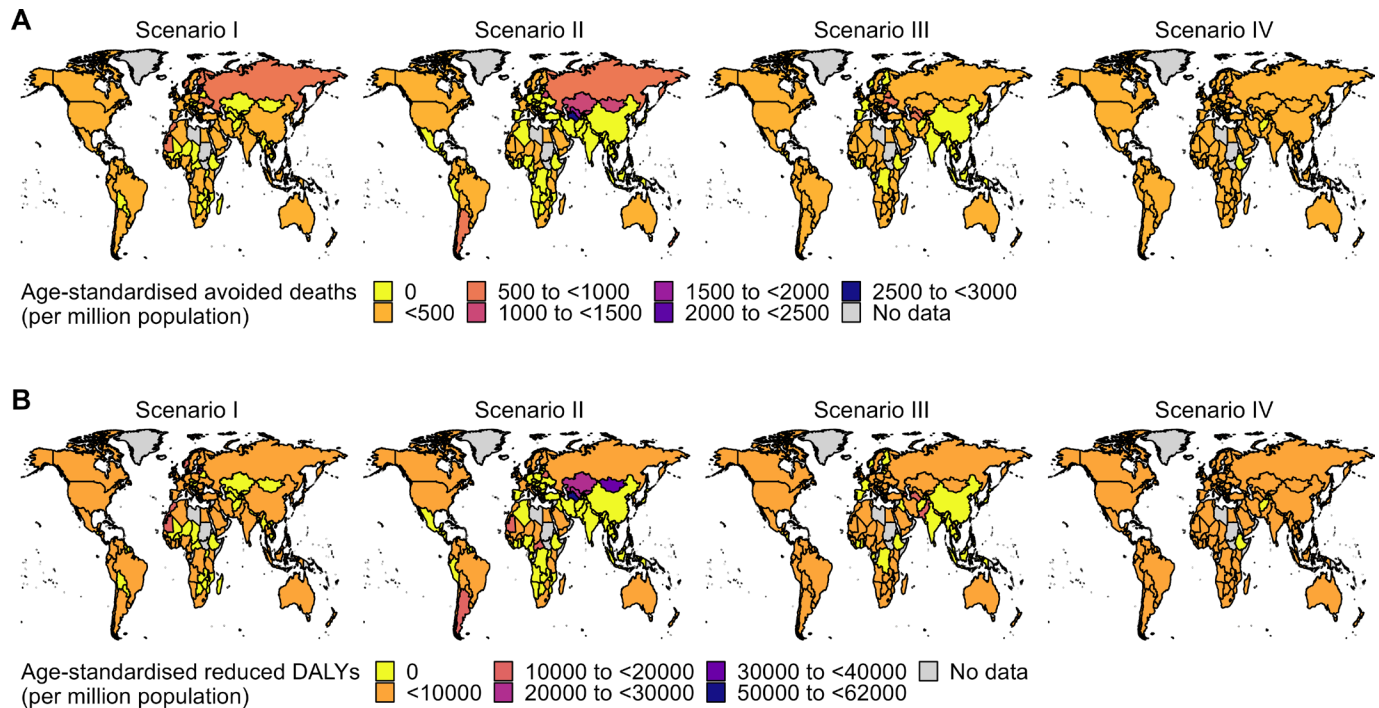 A
Scenario I
Scenario II
Scenario III
Scenario IV
Age-standardised avoided deaths
(per million population)
0
<500
500 to <1000
1000 to <1500
1500 to <2000
2000 to <2500
2500 to <3000
No data
B
Scenario I
Scenario II
Scenario III
Scenario IV
Age-standardised reduced DALYs
(per million population)
0
<10000
10000 to <20000
20000 to <30000
30000 to <40000
50000 to <62000
No data